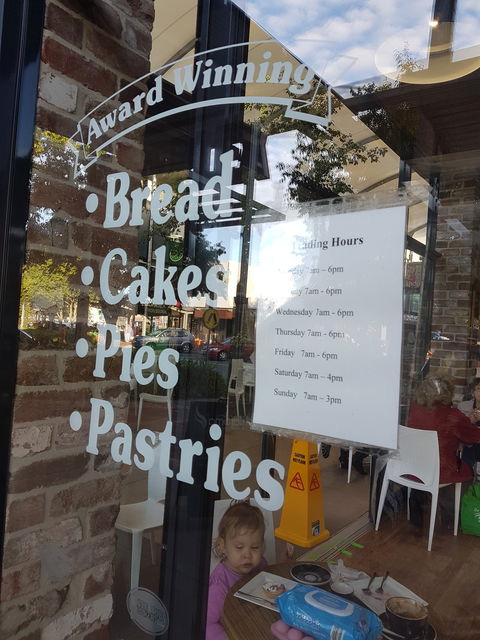 Award Winning
• Bread
• Cakes
• Pies
• Pastries
Hours
7am – 6pm
7am - 6pm
Wednesday 7am - 6pm
Thursday 7am - 6pm
Friday 7am - 6pm
Saturday 7am – 4pm
Sunday 7am – 3pm